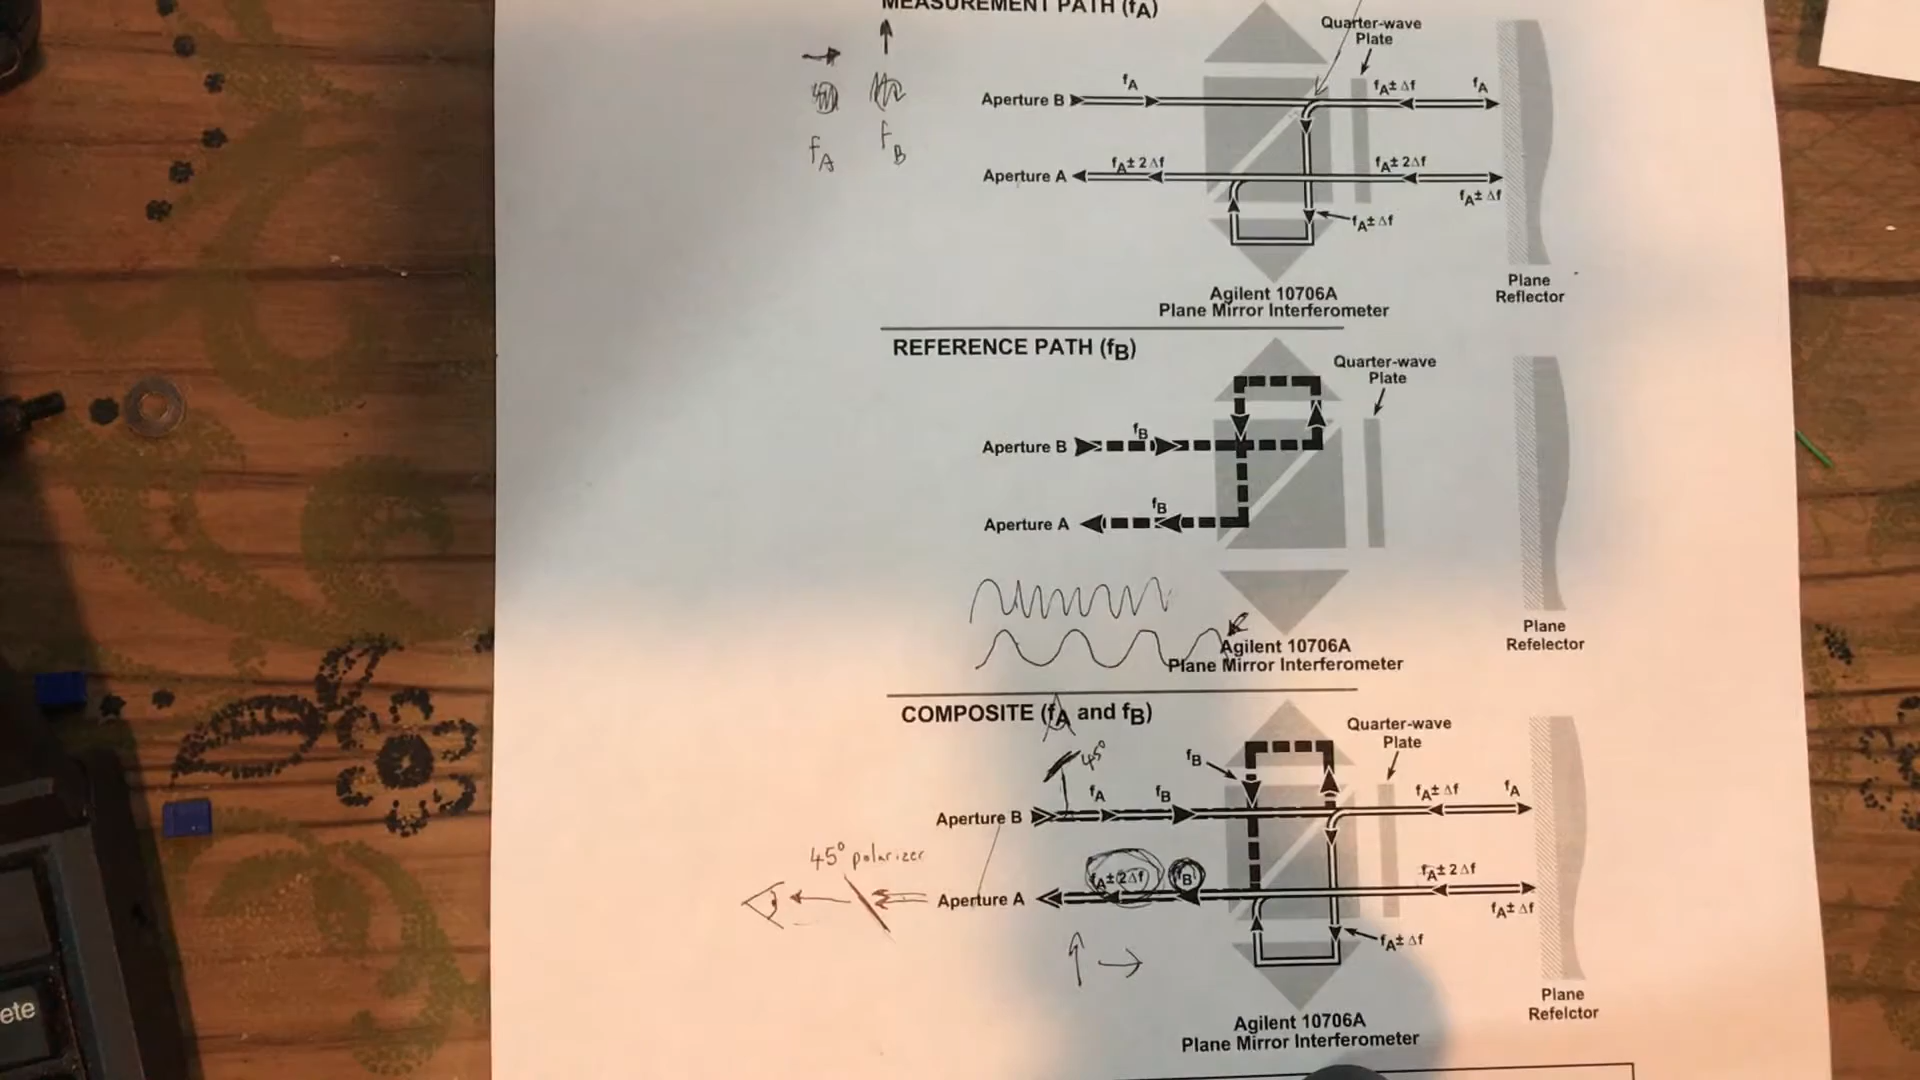 MEASUREMENT PATH (fA)
Quarter-wave
Plate
Aperture B
fA
fA± Δf
fA
fA
fB
Aperture A
fA± 2Δf
fA± 2Δf
fA± Δf
fA± Δf
Plane
Reflector
Agilent 10706A
Plane Mirror Interferometer
REFERENCE PATH (fB)
Quarter-wave
Plate
Aperture B
fB
Aperture A
fB
Plane
Refelector
Agilent 10706A
Plane Mirror Interferometer
COMPOSITE (fA and fB)
Quarter-wave
Plate
45°
fB
Aperture B
fA
fB
fA± Δf
fA
45° polarizer
Aperture A
fA± 2Δf
fB
fA± 2Δf
fA± Δf
fA± Δf
Plane
Refelctor
Agilent 10706A
Plane Mirror Interferometer
ete